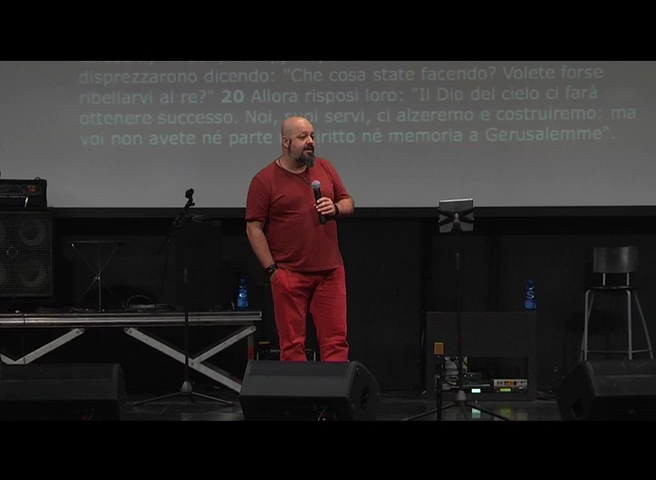 disprezzarono dicendo: "Che cosa state facendo? Volete forse
ribellarvi al re?" 20 Allora risposi loro: "Il Dio del cielo ci farà
ottenere successo. Noi, suoi servi, ci alzeremo e costruiremo: ma
voi non avete né parte né diritto né memoria a Gerusalemme".